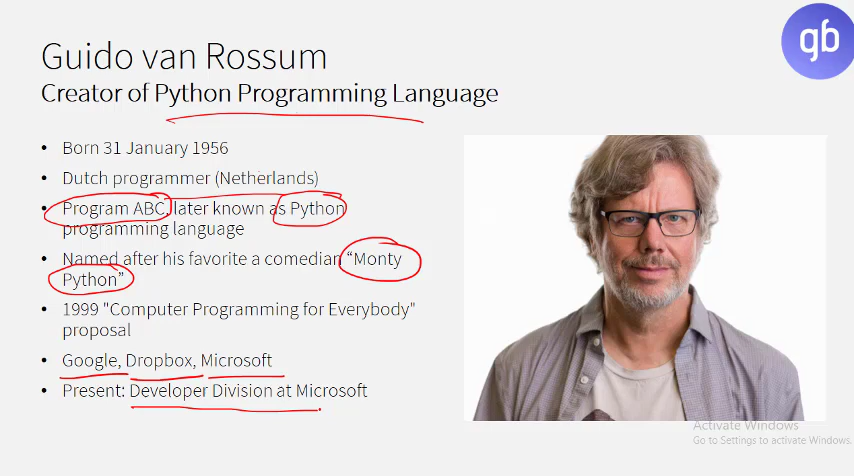 gb
Guido van Rossum
Creator of Python Programming Language
• Born 31 January 1956
• Dutch programmer (Netherlands)
• Program ABC, later known as Python
programming language
• Named after his favorite a comedian “Monty
Python”
• 1999 "Computer Programming for Everybody"
proposal
• Google, Dropbox, Microsoft
• Present: Developer Division at Microsoft
Activate Windows
Go to Settings to activate Windows.